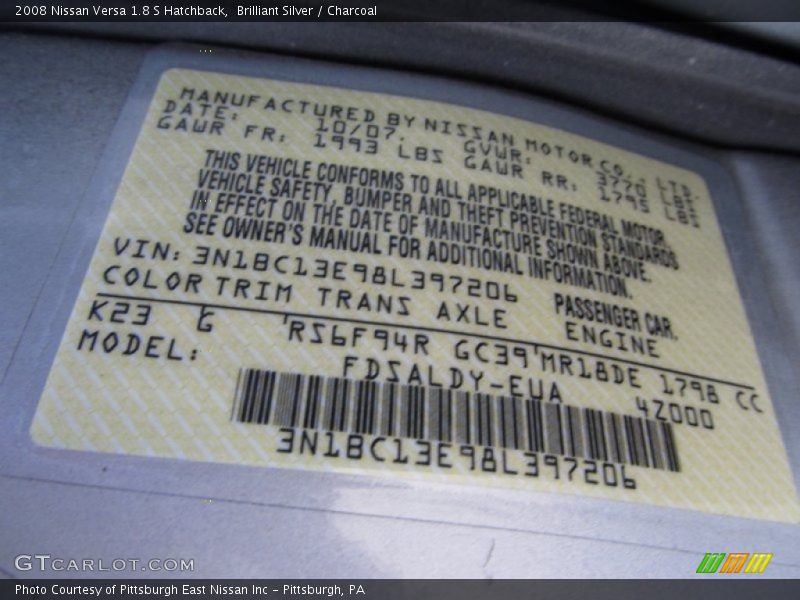 2008 Nissan Versa 1.8 S Hatchback, Brilliant Silver / Charcoal
MANUFACTURED BY NISSAN MOTOR CO., LTD.
DATE: 10/07. GVWR: 3770 LBS
GAWR FR: 1993 LBS GAWR RR: 1795 LBS
THIS VEHICLE CONFORMS TO ALL APPLICABLE FEDERAL MOTOR
VEHICLE SAFETY, BUMPER AND THEFT PREVENTION STANDARDS
IN EFFECT ON THE DATE OF MANUFACTURE SHOWN ABOVE.
SEE OWNER'S MANUAL FOR ADDITIONAL INFORMATION.
VIN: 3N1BC13E98L397206 PASSENGER CAR.
COLOR TRIM TRANS AXLE ENGINE
K23 G RS6F94R GC39 MR18DE 1798 CC
MODEL: FDSALDY-EUA 4Z000
3N1BC13E98L397206
GTCARLOT.COM
Photo Courtesy of Pittsburgh East Nissan Inc - Pittsburgh, PA